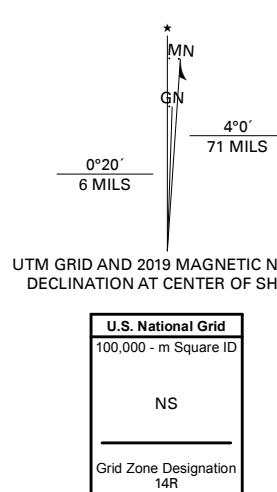 ★
MN
GN
4°0´
71 MILS
0°20´
6 MILS
UTM GRID AND 2019 MAGNETIC N
DECLINATION AT CENTER OF SH
U.S. National Grid
100,000 - m Square ID
NS
Grid Zone Designation
14R